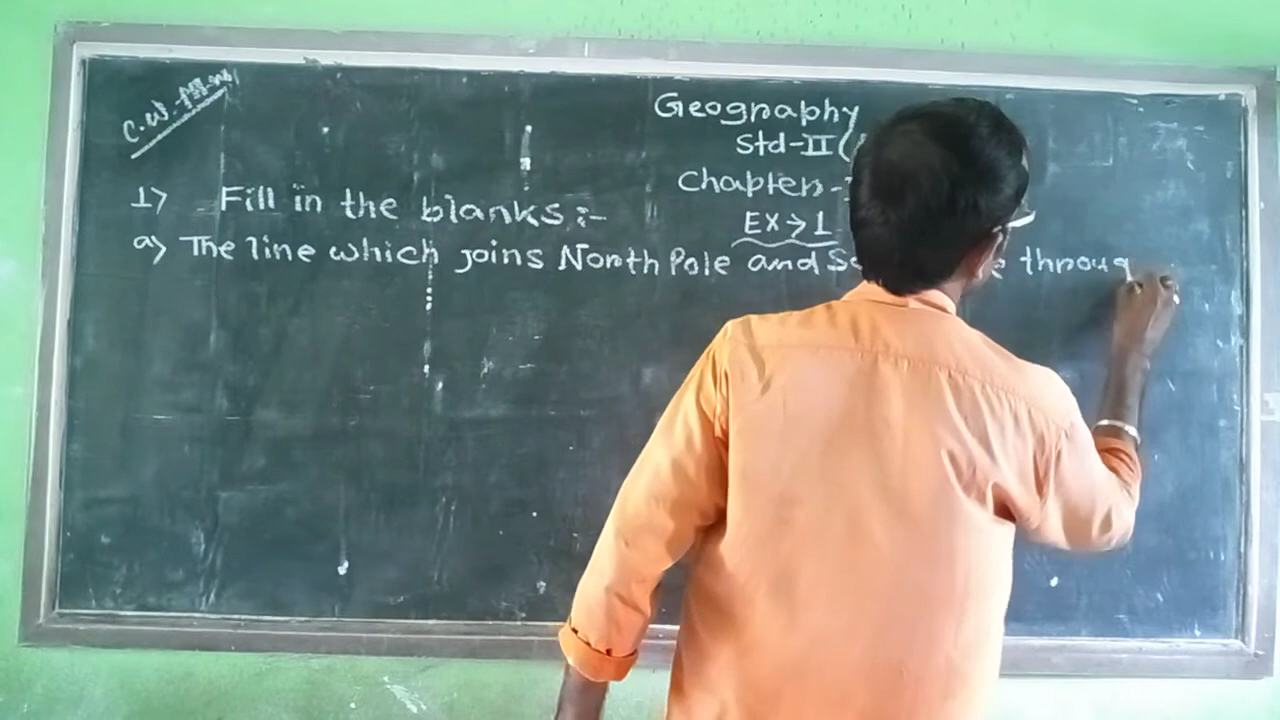 C.W.
Geography
Std-II (
Chapter-
EX→1
1> Fill in the blanks:-
a> The line which joins North Pole and So e throug